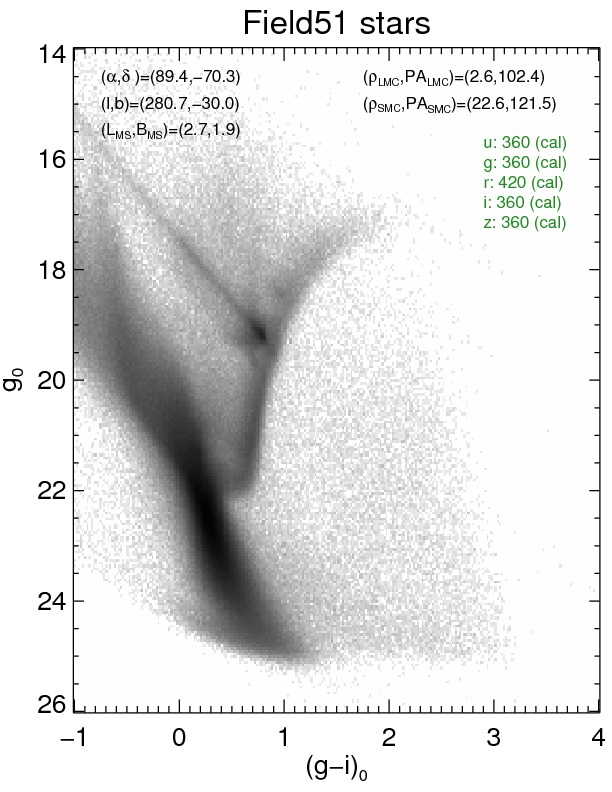 Field51 stars
14
(α,δ )=(89.4,−70.3)
(ρLMC,PALMC)=(2.6,102.4)
(l,b)=(280.7,−30.0)
(ρSMC,PASMC)=(22.6,121.5)
(LMS,BMS)=(2.7,1.9)
u: 360 (cal)
16
g: 360 (cal)
r: 420 (cal)
i: 360 (cal)
z: 360 (cal)
18
g0
20
22
24
26
−1 0 1 2 3 4
(g−i)0